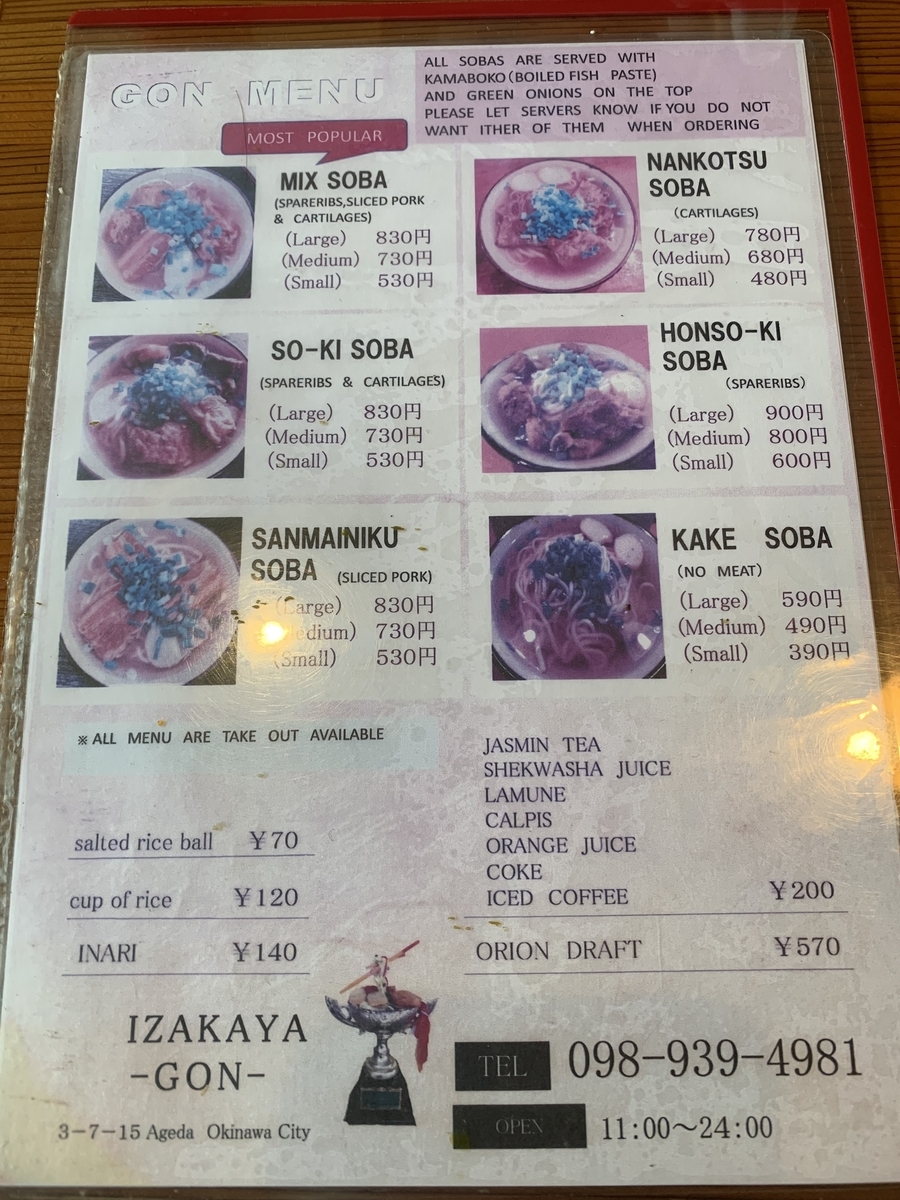 GON MENU
MOST POPULAR
ALL SOBAS ARE SERVED WITH
KAMABOKO(BOILED FISH PASTE)
AND GREEN ONIONS ON THE TOP
PLEASE LET SERVERS KNOW IF YOU DO NOT
WANT ITHER OF THEM WHEN ORDERING
MIX SOBA
(SPARERIBS,SLICED PORK
& CARTILAGES)
(Large) 830円
(Medium) 730円
(Small) 530円
NANKOTSU
SOBA
(CARTILAGES)
(Large) 780円
(Medium) 680円
(Small) 480円
SO-KI SOBA
(SPARERIBS & CARTILAGES)
(Large) 830円
(Medium) 730円
(Small) 530円
HONSO-KI
SOBA
(SPARERIBS)
(Large) 900円
(Medium) 800円
(Small) 600円
SANMAINIKU
SOBA (SLICED PORK)
(Large) 830円
(Medium) 730円
(Small) 530円
KAKE SOBA
(NO MEAT)
(Large) 590円
(Medium) 490円
(Small) 390円
※ALL MENU ARE TAKE OUT AVAILABLE
salted rice ball ¥70
cup of rice ¥120
INARI ¥140
JASMIN TEA
SHEKWASHA JUICE
LAMUNE
CALPIS
ORANGE JUICE
COKE
ICED COFFEE ¥200
ORION DRAFT ¥570
IZAKAYA
-GON-
3-7-15 Ageda Okinawa City
TEL 098-939-4981
OPEN 11:00～24:00